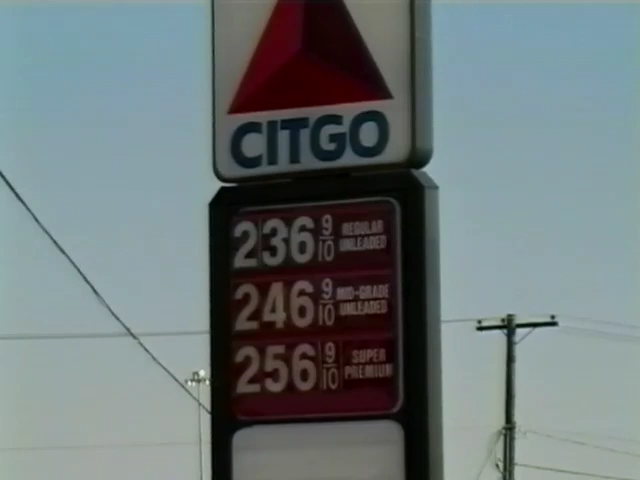 CITGO
236 9/10 REGULAR UNLEADED
246 9/10 MID-GRADE UNLEADED
256 9/10 SUPER PREMIUM